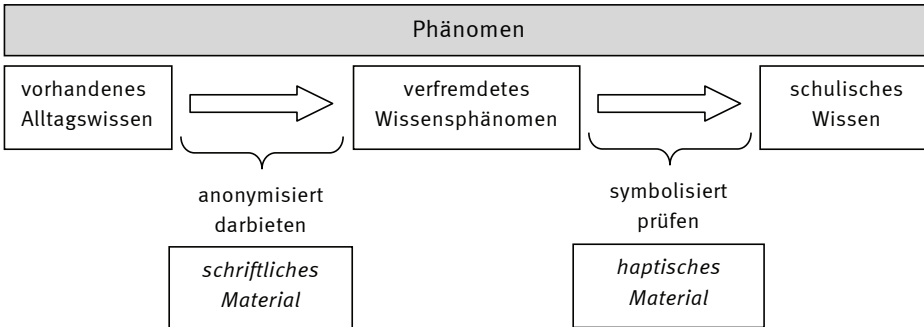 Phänomen
vorhandenes
Alltagswissen
verfremdetes
Wissensphänomen
schulisches
Wissen
anonymisiert
darbieten
symbolisiert
prüfen
schriftliches
Material
haptisches
Material